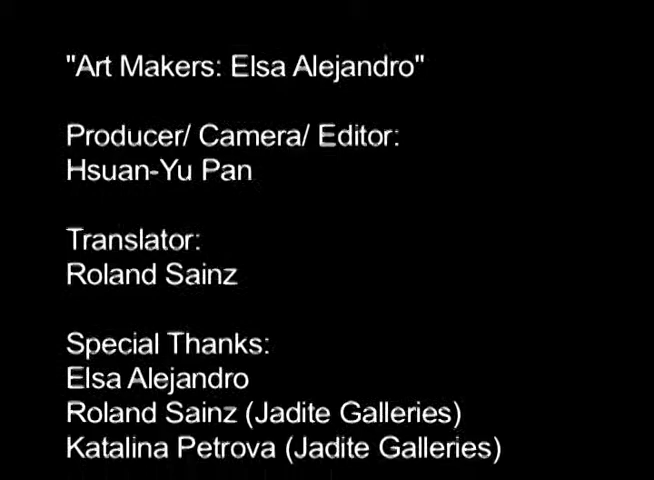 "Art Makers: Elsa Alejandro"
Producer/ Camera/ Editor:
Hsuan-Yu Pan
Translator:
Roland Sainz
Special Thanks:
Elsa Alejandro
Roland Sainz (Jadite Galleries)
Katalina Petrova (Jadite Galleries)